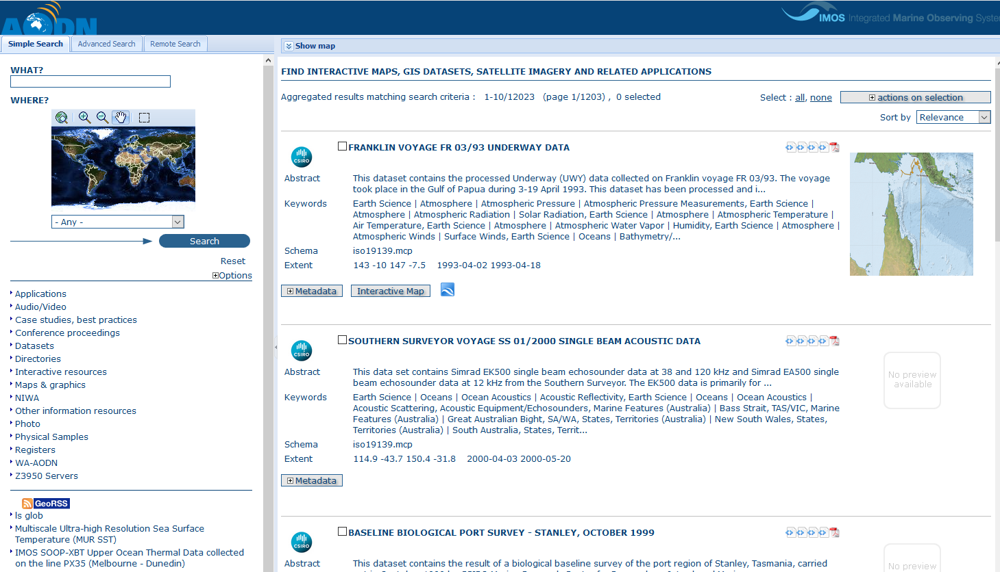 AODN
IMOS Integrated Marine Observing Syste
Simple Search
Advanced Search
Remote Search
Show map
WHAT?
WHERE?
- Any -
Search
Reset
Options
Applications
Audio/Video
Case studies, best practices
Conference proceedings
Datasets
Directories
Interactive resources
Maps & graphics
NIWA
Other information resources
Photo
Physical Samples
Registers
WA-AODN
Z3950 Servers
GeoRSS
ls glob
Multiscale Ultra-high Resolution Sea Surface
Temperature (MUR SST)
IMOS SOOP-XBT Upper Ocean Thermal Data collected
on the line PX35 (Melbourne - Dunedin)
FIND INTERACTIVE MAPS, GIS DATASETS, SATELLITE IMAGERY AND RELATED APPLICATIONS
Aggregated results matching search criteria : 1-10/12023 (page 1/1203) , 0 selected
Select : all, none
actions on selection
Sort by Relevance
CSIRO
FRANKLIN VOYAGE FR 03/93 UNDERWAY DATA
Abstract This dataset contains the processed Underway (UWY) data collected on Franklin voyage FR 03/93. The voyage
took place in the Gulf of Papua during 3-19 April 1993. This dataset has been processed and i...
Keywords Earth Science | Atmosphere | Atmospheric Pressure | Atmospheric Pressure Measurements, Earth Science |
Atmosphere | Atmospheric Radiation | Solar Radiation, Earth Science | Atmosphere | Atmospheric Temperature |
Air Temperature, Earth Science | Atmosphere | Atmospheric Water Vapor | Humidity, Earth Science | Atmosphere |
Atmospheric Winds | Surface Winds, Earth Science | Oceans | Bathymetry/...
Schema iso19139.mcp
Extent 143 -10 147 -7.5 1993-04-02 1993-04-18
Metadata
Interactive Map
CSIRO
SOUTHERN SURVEYOR VOYAGE SS 01/2000 SINGLE BEAM ACOUSTIC DATA
Abstract This data set contains Simrad EK500 single beam echosounder data at 38 and 120 kHz and Simrad EA500 single
beam echosounder data at 12 kHz from the Southern Surveyor. The EK500 data is primarily for ...
Keywords Earth Science | Oceans | Ocean Acoustics | Acoustic Reflectivity, Earth Science | Oceans | Ocean Acoustics |
Acoustic Scattering, Acoustic Equipment/Echosounders, Marine Features (Australia) | Bass Strait, TAS/VIC, Marine
Features (Australia) | Great Australian Bight, SA/WA, States, Territories (Australia) | New South Wales, States,
Territories (Australia) | South Australia, States, Territ...
Schema iso19139.mcp
Extent 114.9 -43.7 150.4 -31.8 2000-04-03 2000-05-20
Metadata
No preview
available
CSIRO
BASELINE BIOLOGICAL PORT SURVEY - STANLEY, OCTOBER 1999
Abstract This dataset contains the result of a biological baseline survey of the port region of Stanley, Tasmania, carried
No preview